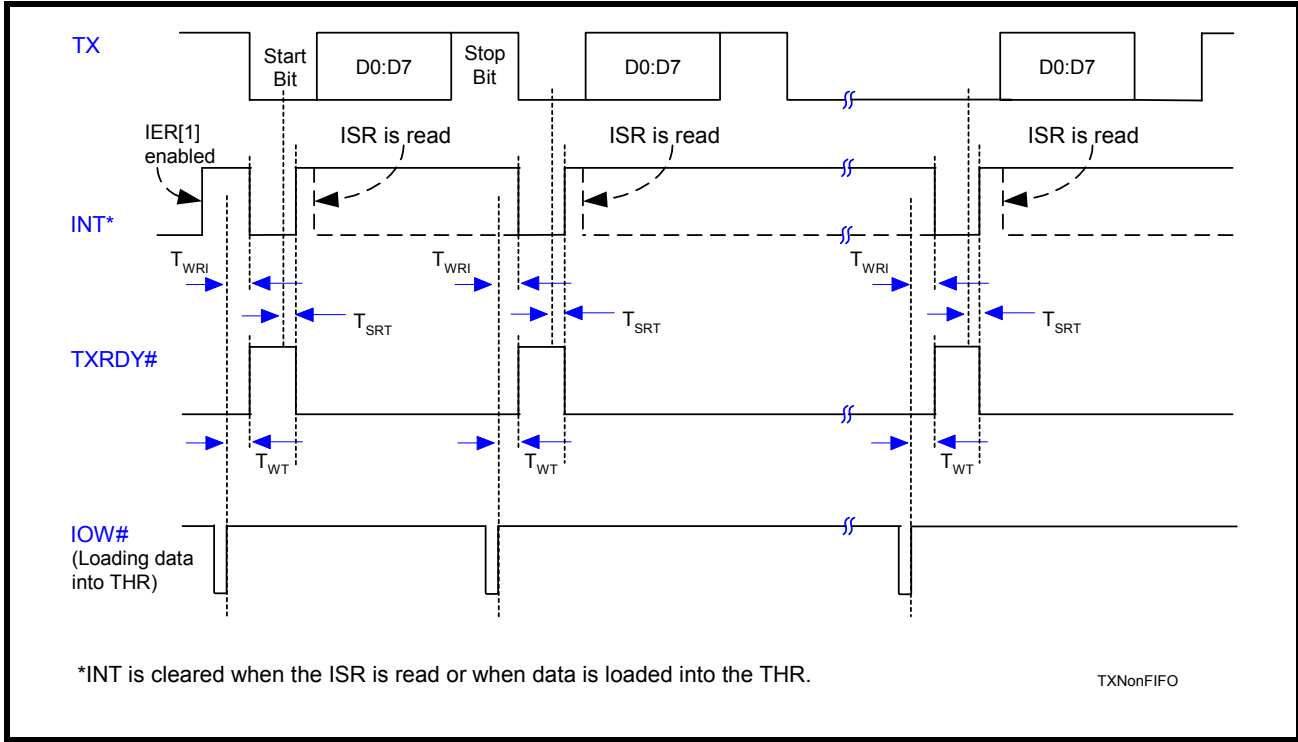 TX
Start
Bit
D0:D7
Stop
Bit
D0:D7
D0:D7
IER[1]
enabled
ISR is read
ISR is read
ISR is read
INT*
TWRI
TWRI
TWRI
TSRT
TSRT
TSRT
TXRDY#
TWT
TWT
TWT
IOW#
(Loading data
into THR)
*INT is cleared when the ISR is read or when data is loaded into the THR.
TXNonFIFO